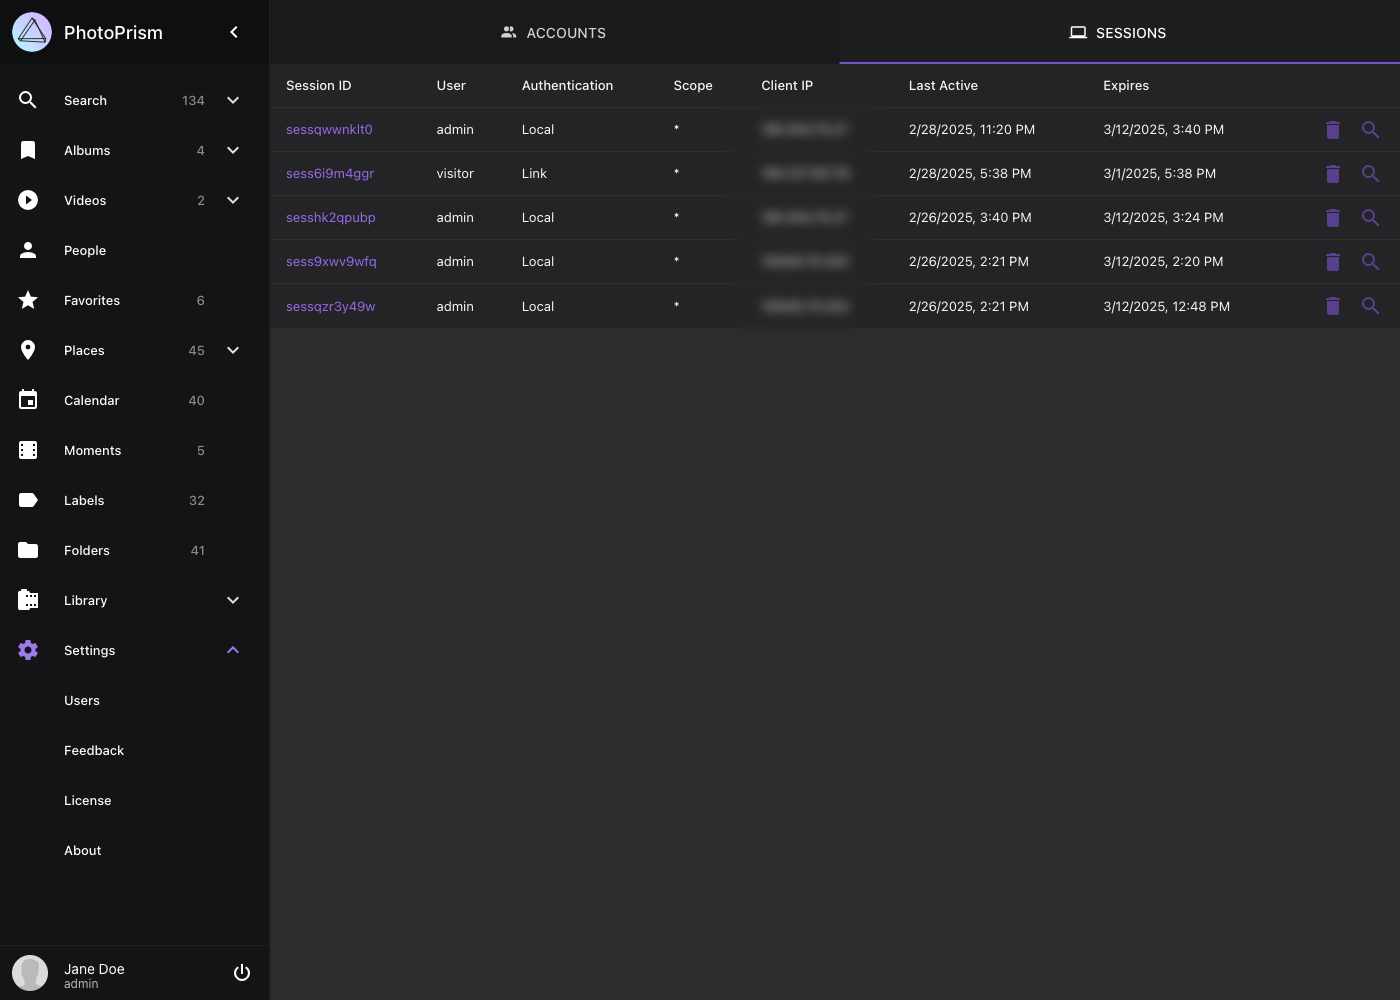 PhotoPrism
Search 134
Albums 4
Videos 2
People
Favorites 6
Places 45
Calendar 40
Moments 5
Labels 32
Folders 41
Library
Settings
Users
Feedback
License
About
Jane Doe
admin
ACCOUNTS SESSIONS
Session ID User Authentication Scope Client IP Last Active Expires
sessqwwnklt0 admin Local * 2/28/2025, 11:20 PM 3/12/2025, 3:40 PM
sess6i9m4ggr visitor Link * 2/28/2025, 5:38 PM 3/1/2025, 5:38 PM
sesshk2qpubp admin Local * 2/26/2025, 3:40 PM 3/12/2025, 3:24 PM
sess9xwv9wfq admin Local * 2/26/2025, 2:21 PM 3/12/2025, 2:20 PM
sessqzr3y49w admin Local * 2/26/2025, 2:21 PM 3/12/2025, 12:48 PM